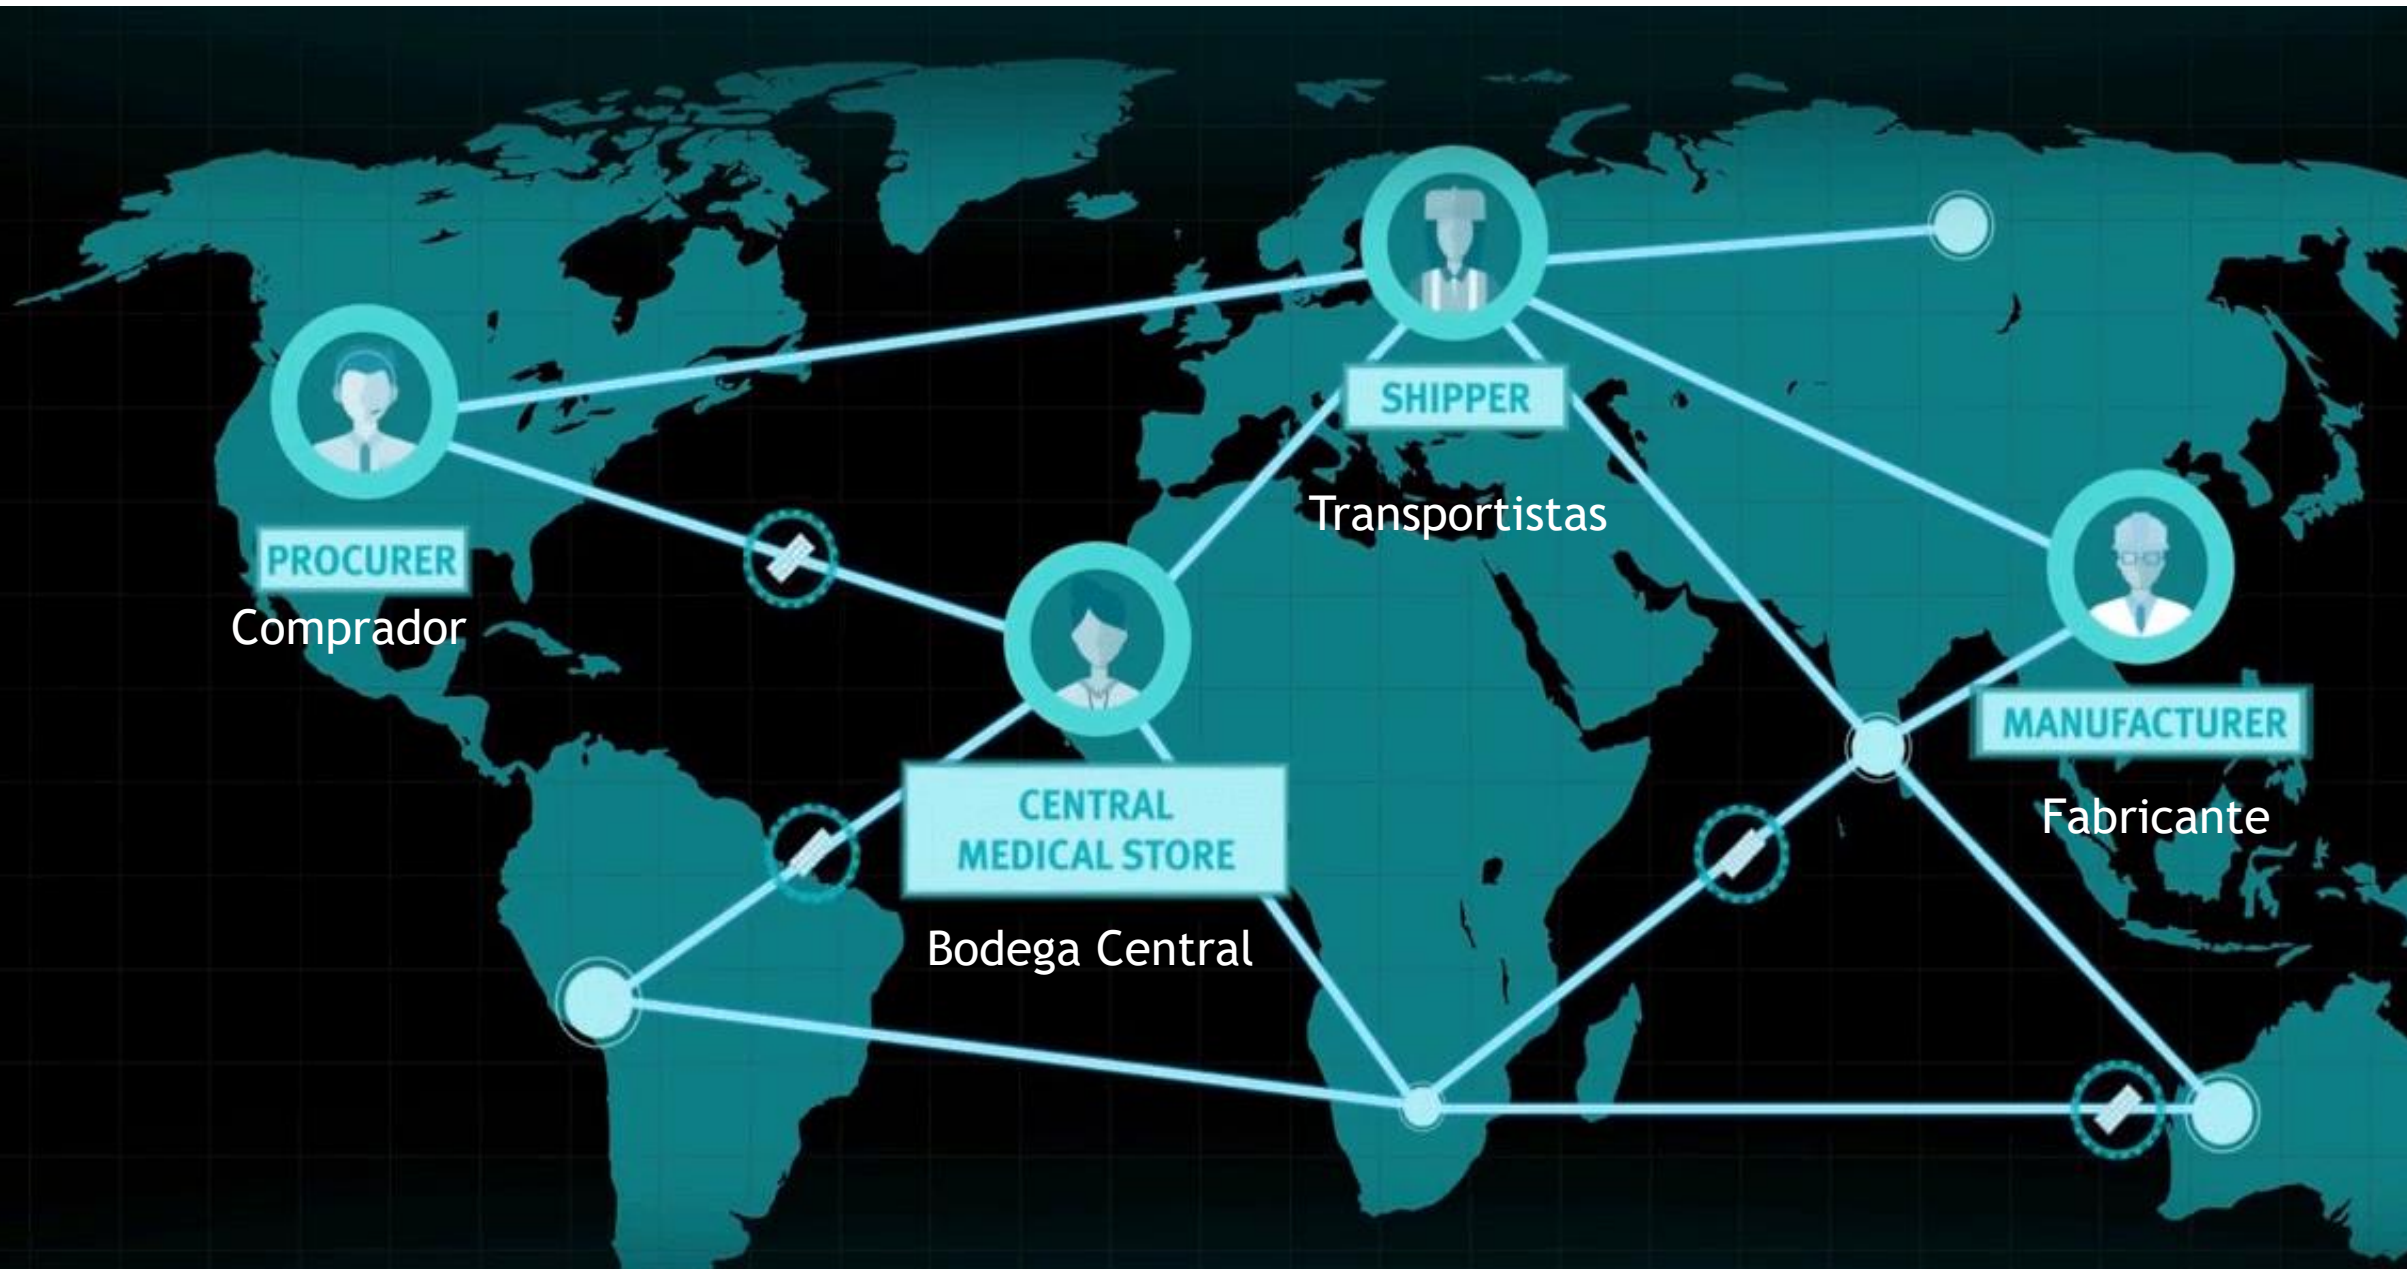 SHIPPER
Transportistas
PROCURER
Comprador
CENTRAL
MEDICAL STORE
Bodega Central
MANUFACTURER
Fabricante